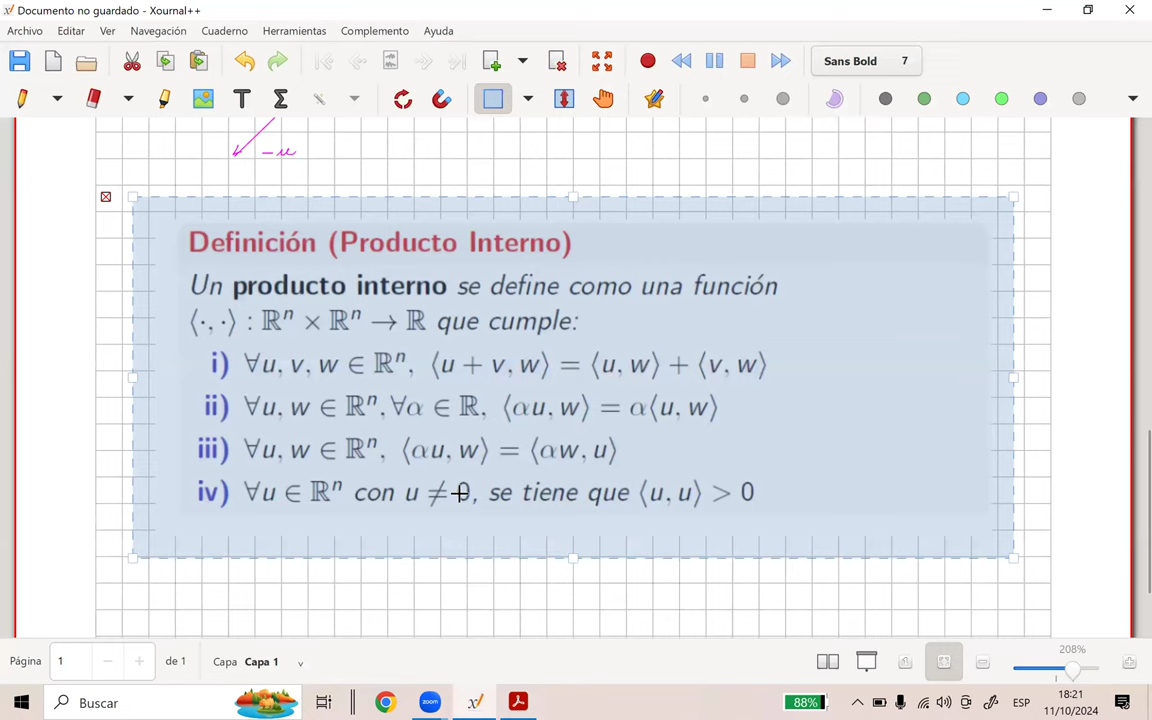 Documento no guardado - Xournal++
Archivo Editar Ver Navegación Cuaderno Herramientas Complemento Ayuda
Sans Bold 7
-u
Definición (Producto Interno)
Un producto interno se define como una función
⟨·, ·⟩ : ℝⁿ × ℝⁿ → ℝ que cumple:
i) ∀u, v, w ∈ ℝⁿ, ⟨u + v, w⟩ = ⟨u, w⟩ + ⟨v, w⟩
ii) ∀u, w ∈ ℝⁿ, ∀α ∈ ℝ, ⟨αu, w⟩ = α⟨u, w⟩
iii) ∀u, w ∈ ℝⁿ, ⟨αu, w⟩ = ⟨αw, u⟩
iv) ∀u ∈ ℝⁿ con u ≠ 0, se tiene que ⟨u, u⟩ > 0
Página 1 de 1 Capa Capa 1 208%
Buscar 88% ESP 18:21
11/10/2024